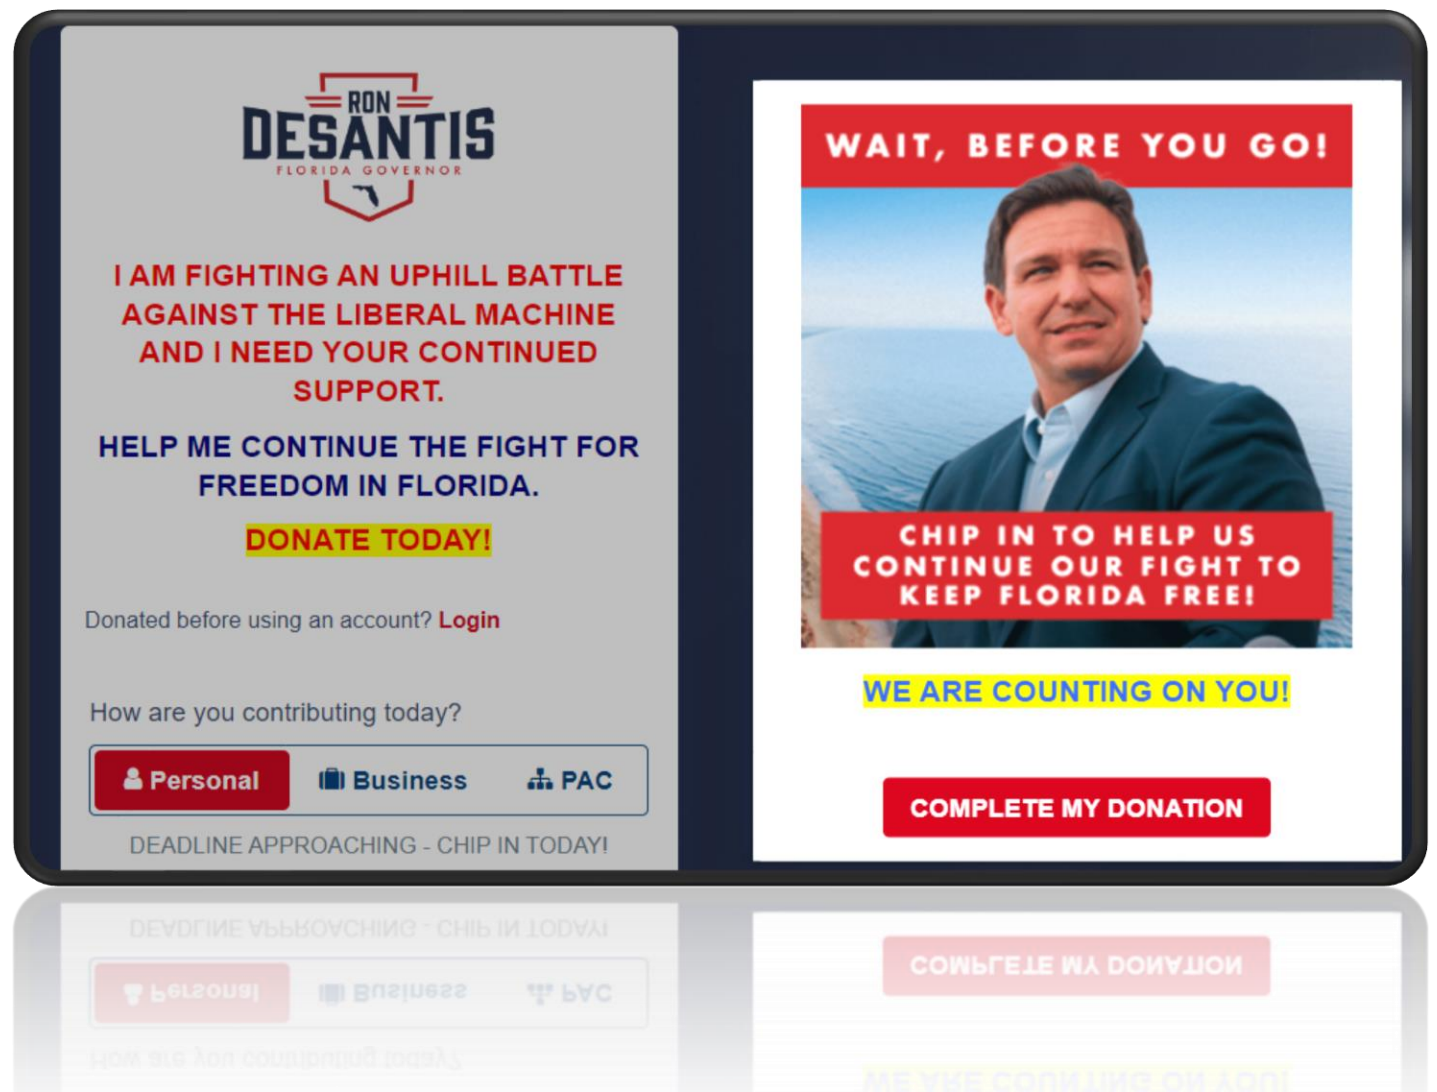 RON
DESANTIS
FLORIDA GOVERNOR
I AM FIGHTING AN UPHILL BATTLE
AGAINST THE LIBERAL MACHINE
AND I NEED YOUR CONTINUED
SUPPORT.
HELP ME CONTINUE THE FIGHT FOR
FREEDOM IN FLORIDA.
DONATE TODAY!
Donated before using an account? Login
How are you contributing today?
Personal Business PAC
DEADLINE APPROACHING - CHIP IN TODAY!
WAIT, BEFORE YOU GO!
CHIP IN TO HELP US
CONTINUE OUR FIGHT TO
KEEP FLORIDA FREE!
WE ARE COUNTING ON YOU!
COMPLETE MY DONATION